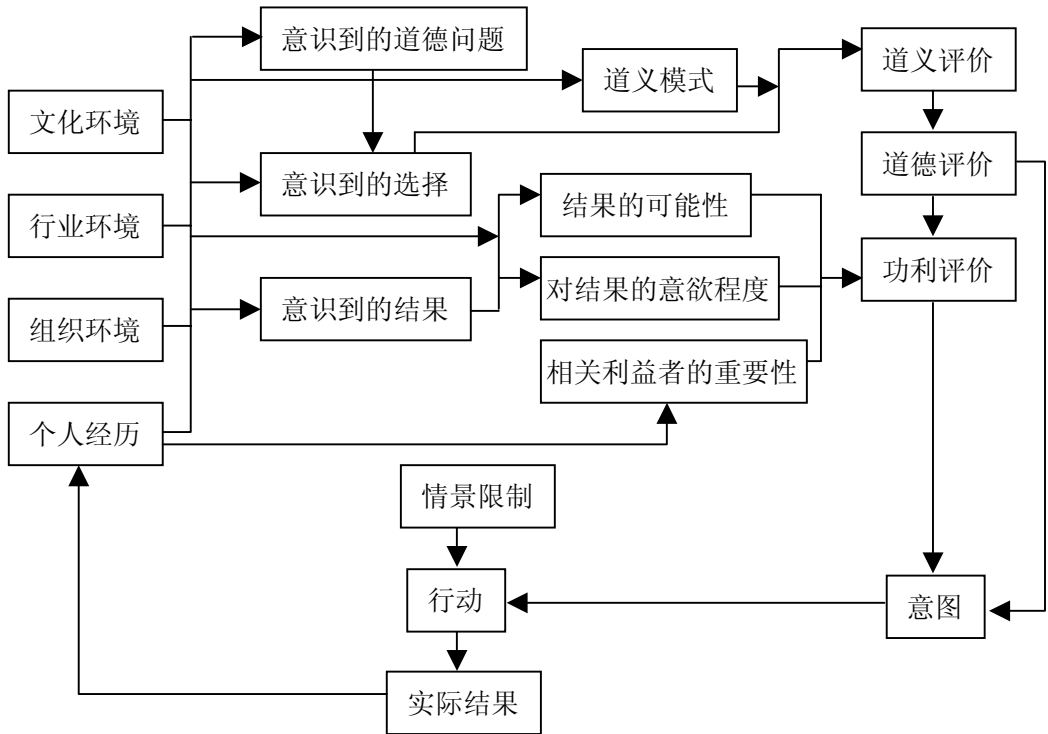 意识到的道德问题
道义评价
道义模式
文化环境
道德评价
意识到的选择
结果的可能性
行业环境
功利评价
对结果的意欲程度
意识到的结果
组织环境
相关利益者的重要性
个人经历
情景限制
行动
意图
实际结果